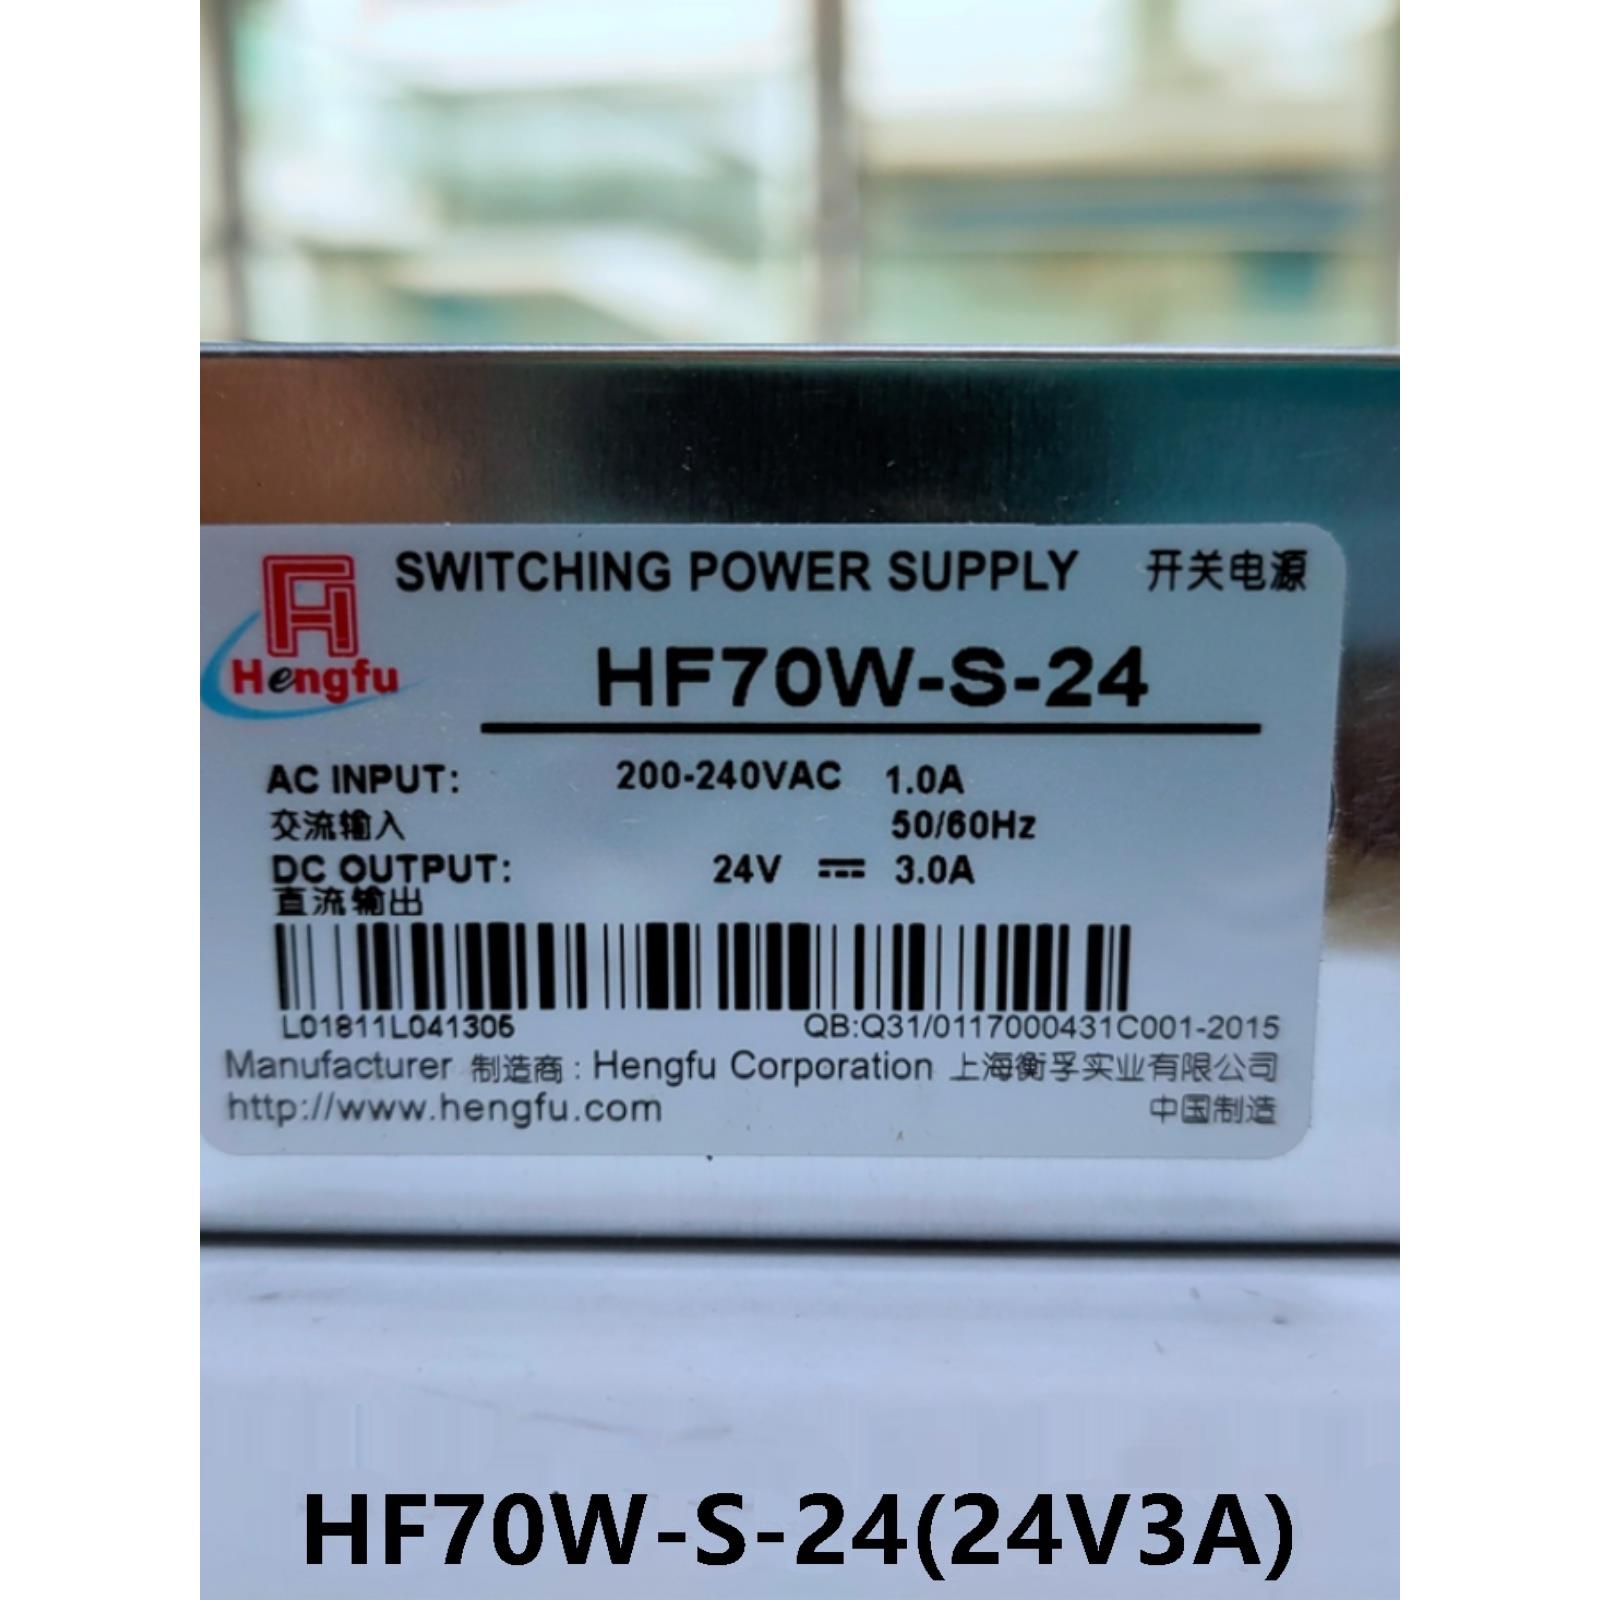 SWITCHING POWER SUPPLY 开关电源
Hengfu
HF70W-S-24
AC INPUT: 200-240VAC 1.0A
交流输入 50/60Hz
DC OUTPUT: 24V 3.0A
直流输出
L01811L041305
QB:Q31/0117000431C001-2015
Manufacturer 制造商: Hengfu Corporation 上海衡孚实业有限公司
http://www.hengfu.com 中国制造
HF70W-S-24(24V3A)